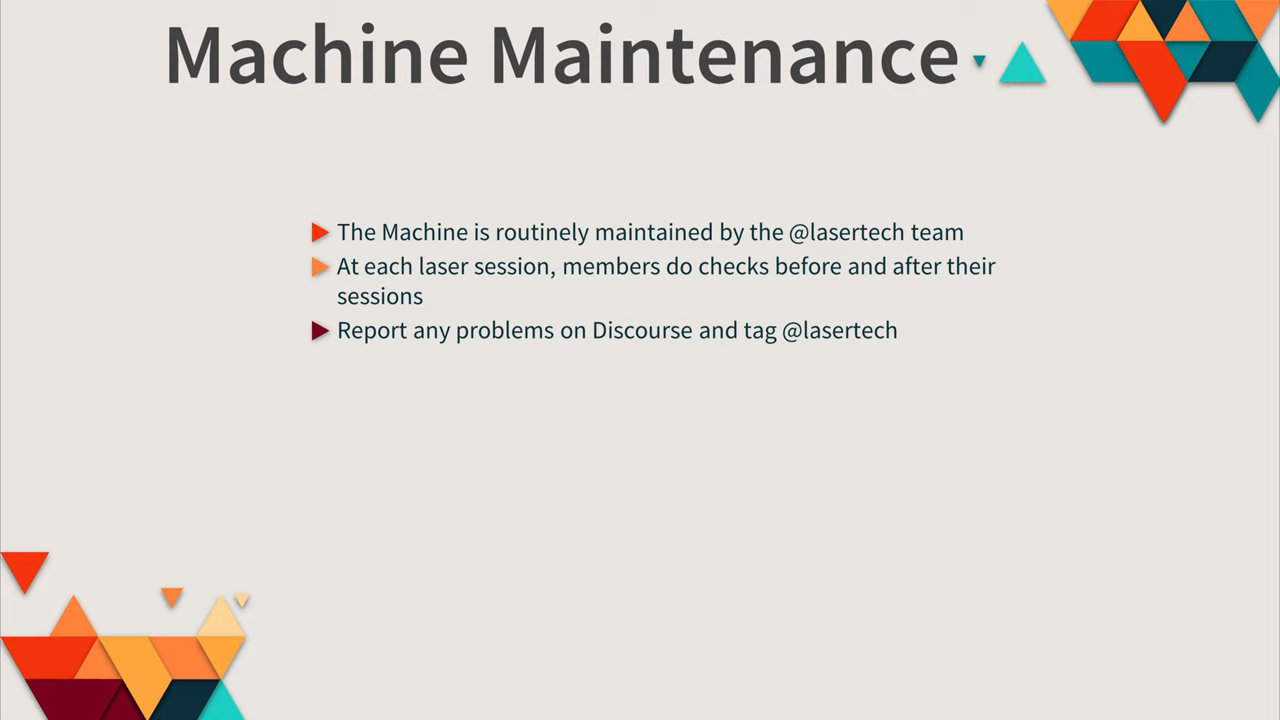 Machine Maintenance
The Machine is routinely maintained by the @lasertech team
At each laser session, members do checks before and after their
sessions
Report any problems on Discourse and tag @lasertech